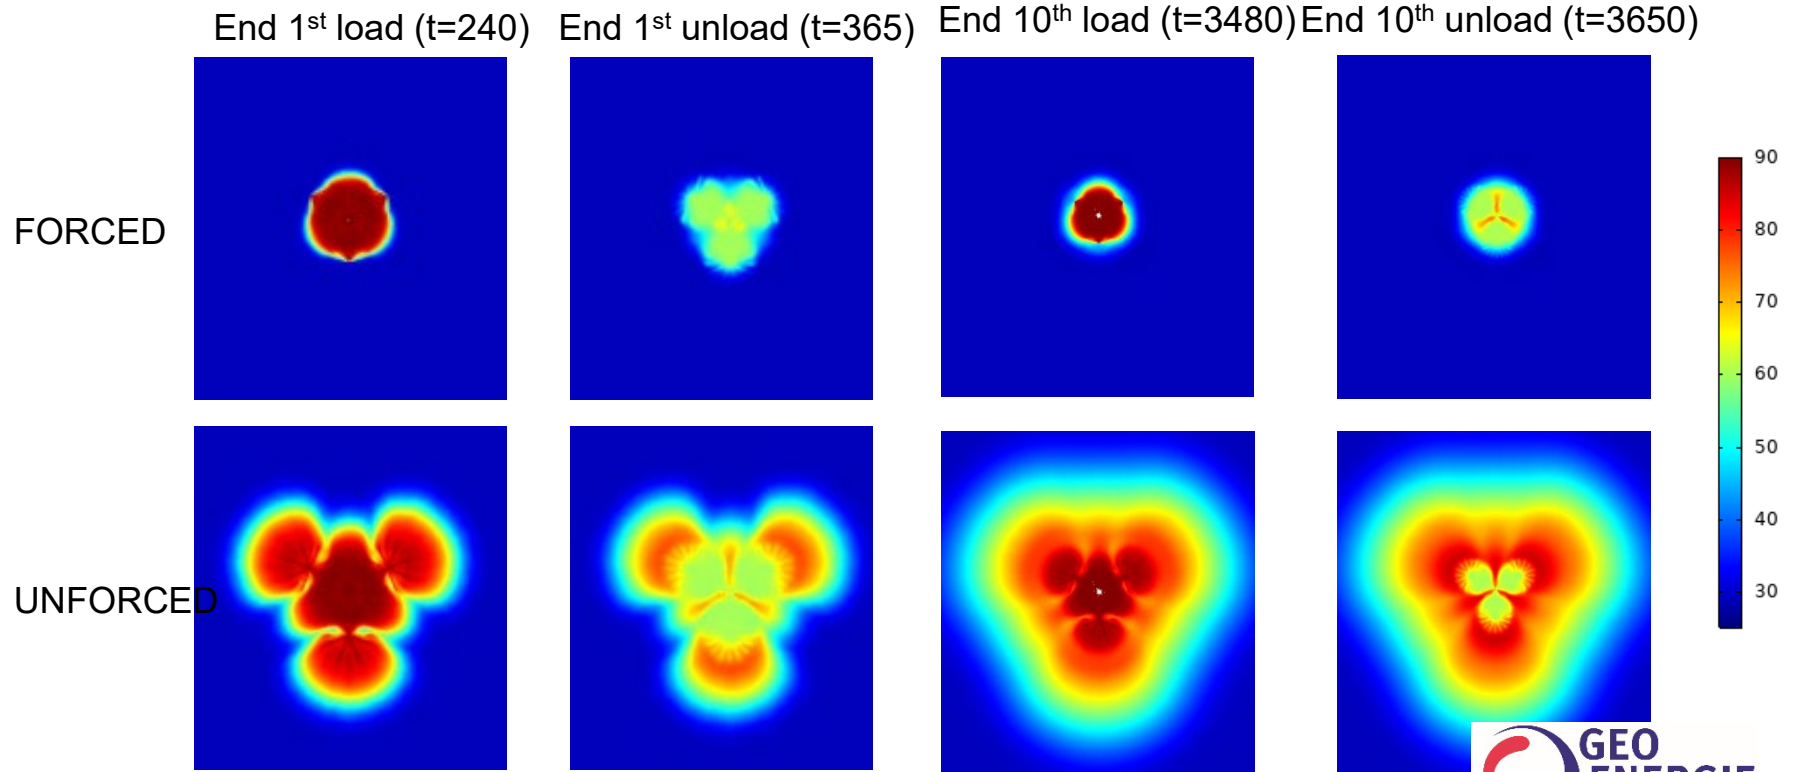 End 1st load (t=240)
End 1st unload (t=365)
End 10th load (t=3480)
End 10th unload (t=3650)
FORCED
90
80
70
60
50
40
30
UNFORCED
GEO
ENERGIE